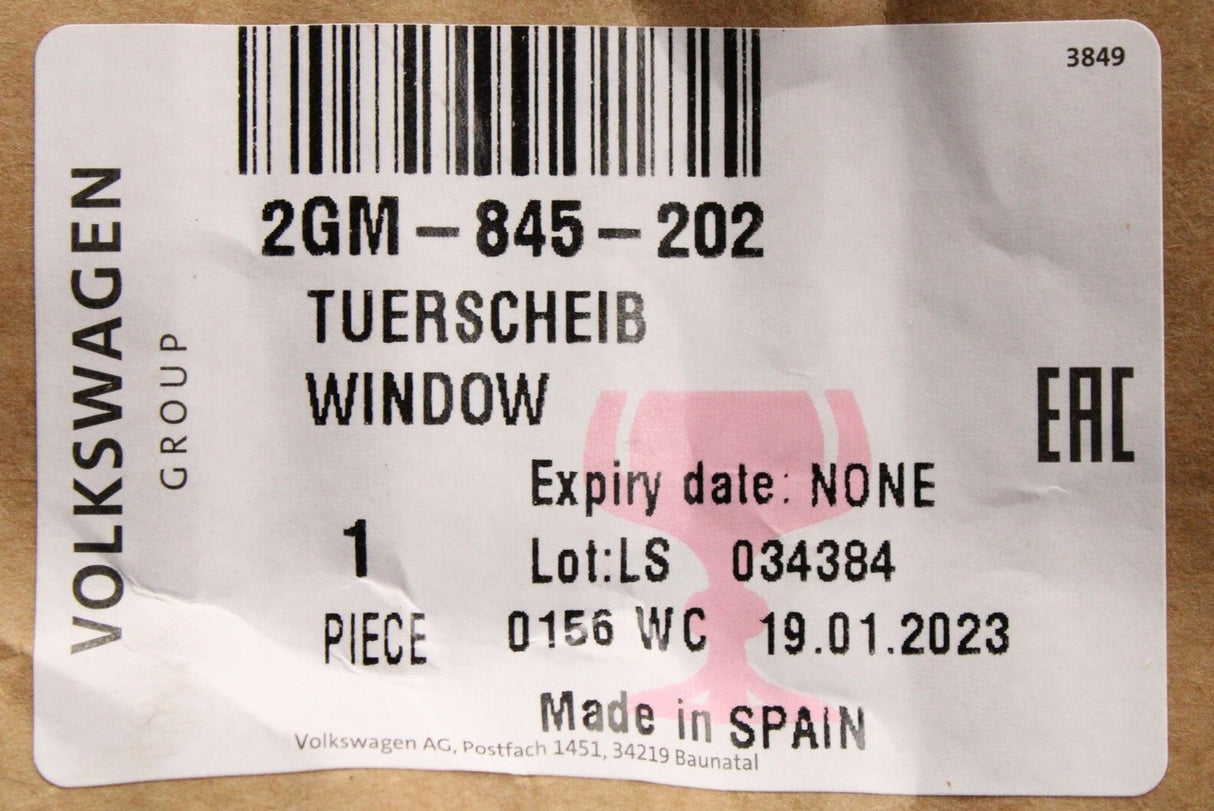 3849
VOLKSWAGEN
GROUP
2GM-845-202
TUERSCHEIB
WINDOW
EAC
Expiry date: NONE
1
Lot:LS 034384
PIECE 0156 WC 19.01.2023
Made in SPAIN
Volkswagen AG, Postfach 1451, 34219 Baunatal